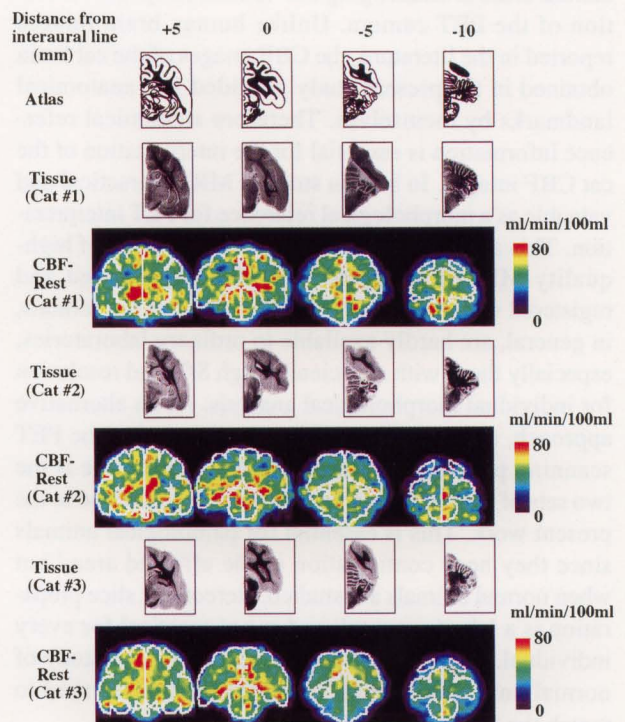 Distance from
interaural line
(mm)
+5 0 -5 -10
Atlas
Tissue
(Cat #1)
ml/min/100ml
80
0
CBF-
Rest
(Cat #1)
Tissue
(Cat #2)
ml/min/100ml
80
0
CBF-
Rest
(Cat #2)
Tissue
(Cat #3)
ml/min/100ml
80
0
CBF-
Rest
(Cat #3)